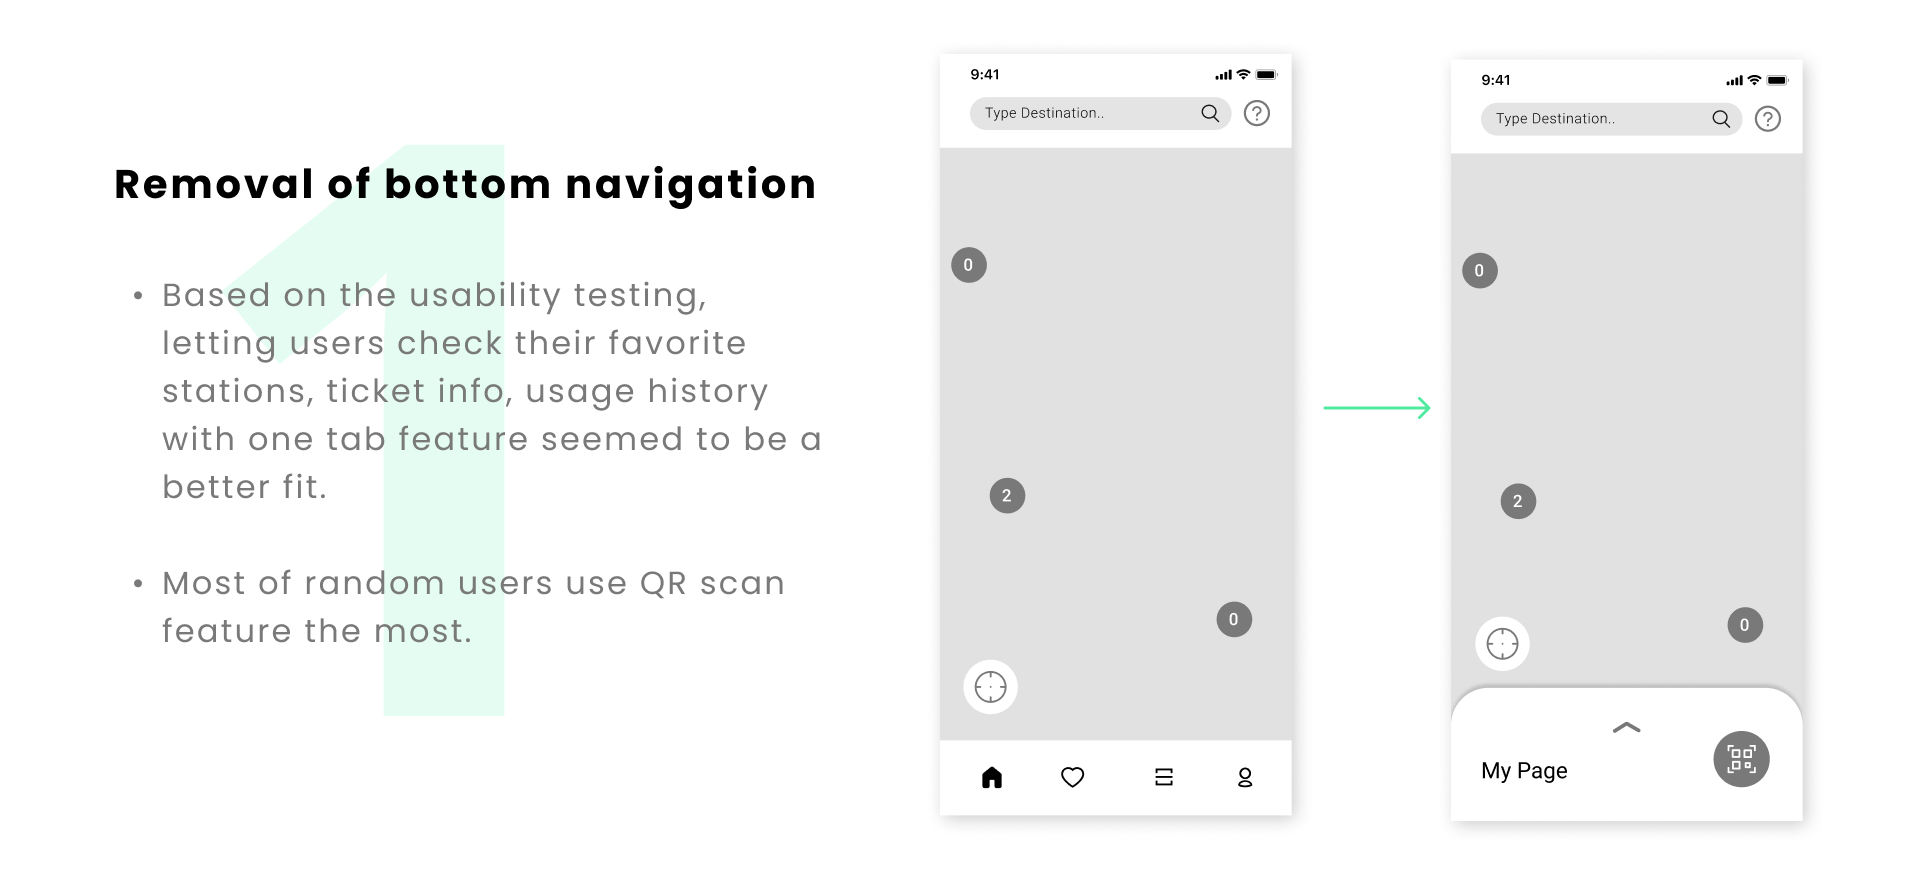 1
Removal of bottom navigation
• Based on the usability testing,
letting users check their favorite
stations, ticket info, usage history
with one tab feature seemed to be a
better fit.
• Most of random users use QR scan
feature the most.
9:41
Type Destination..
?
0
2
0
9:41
Type Destination..
?
0
2
0
My Page